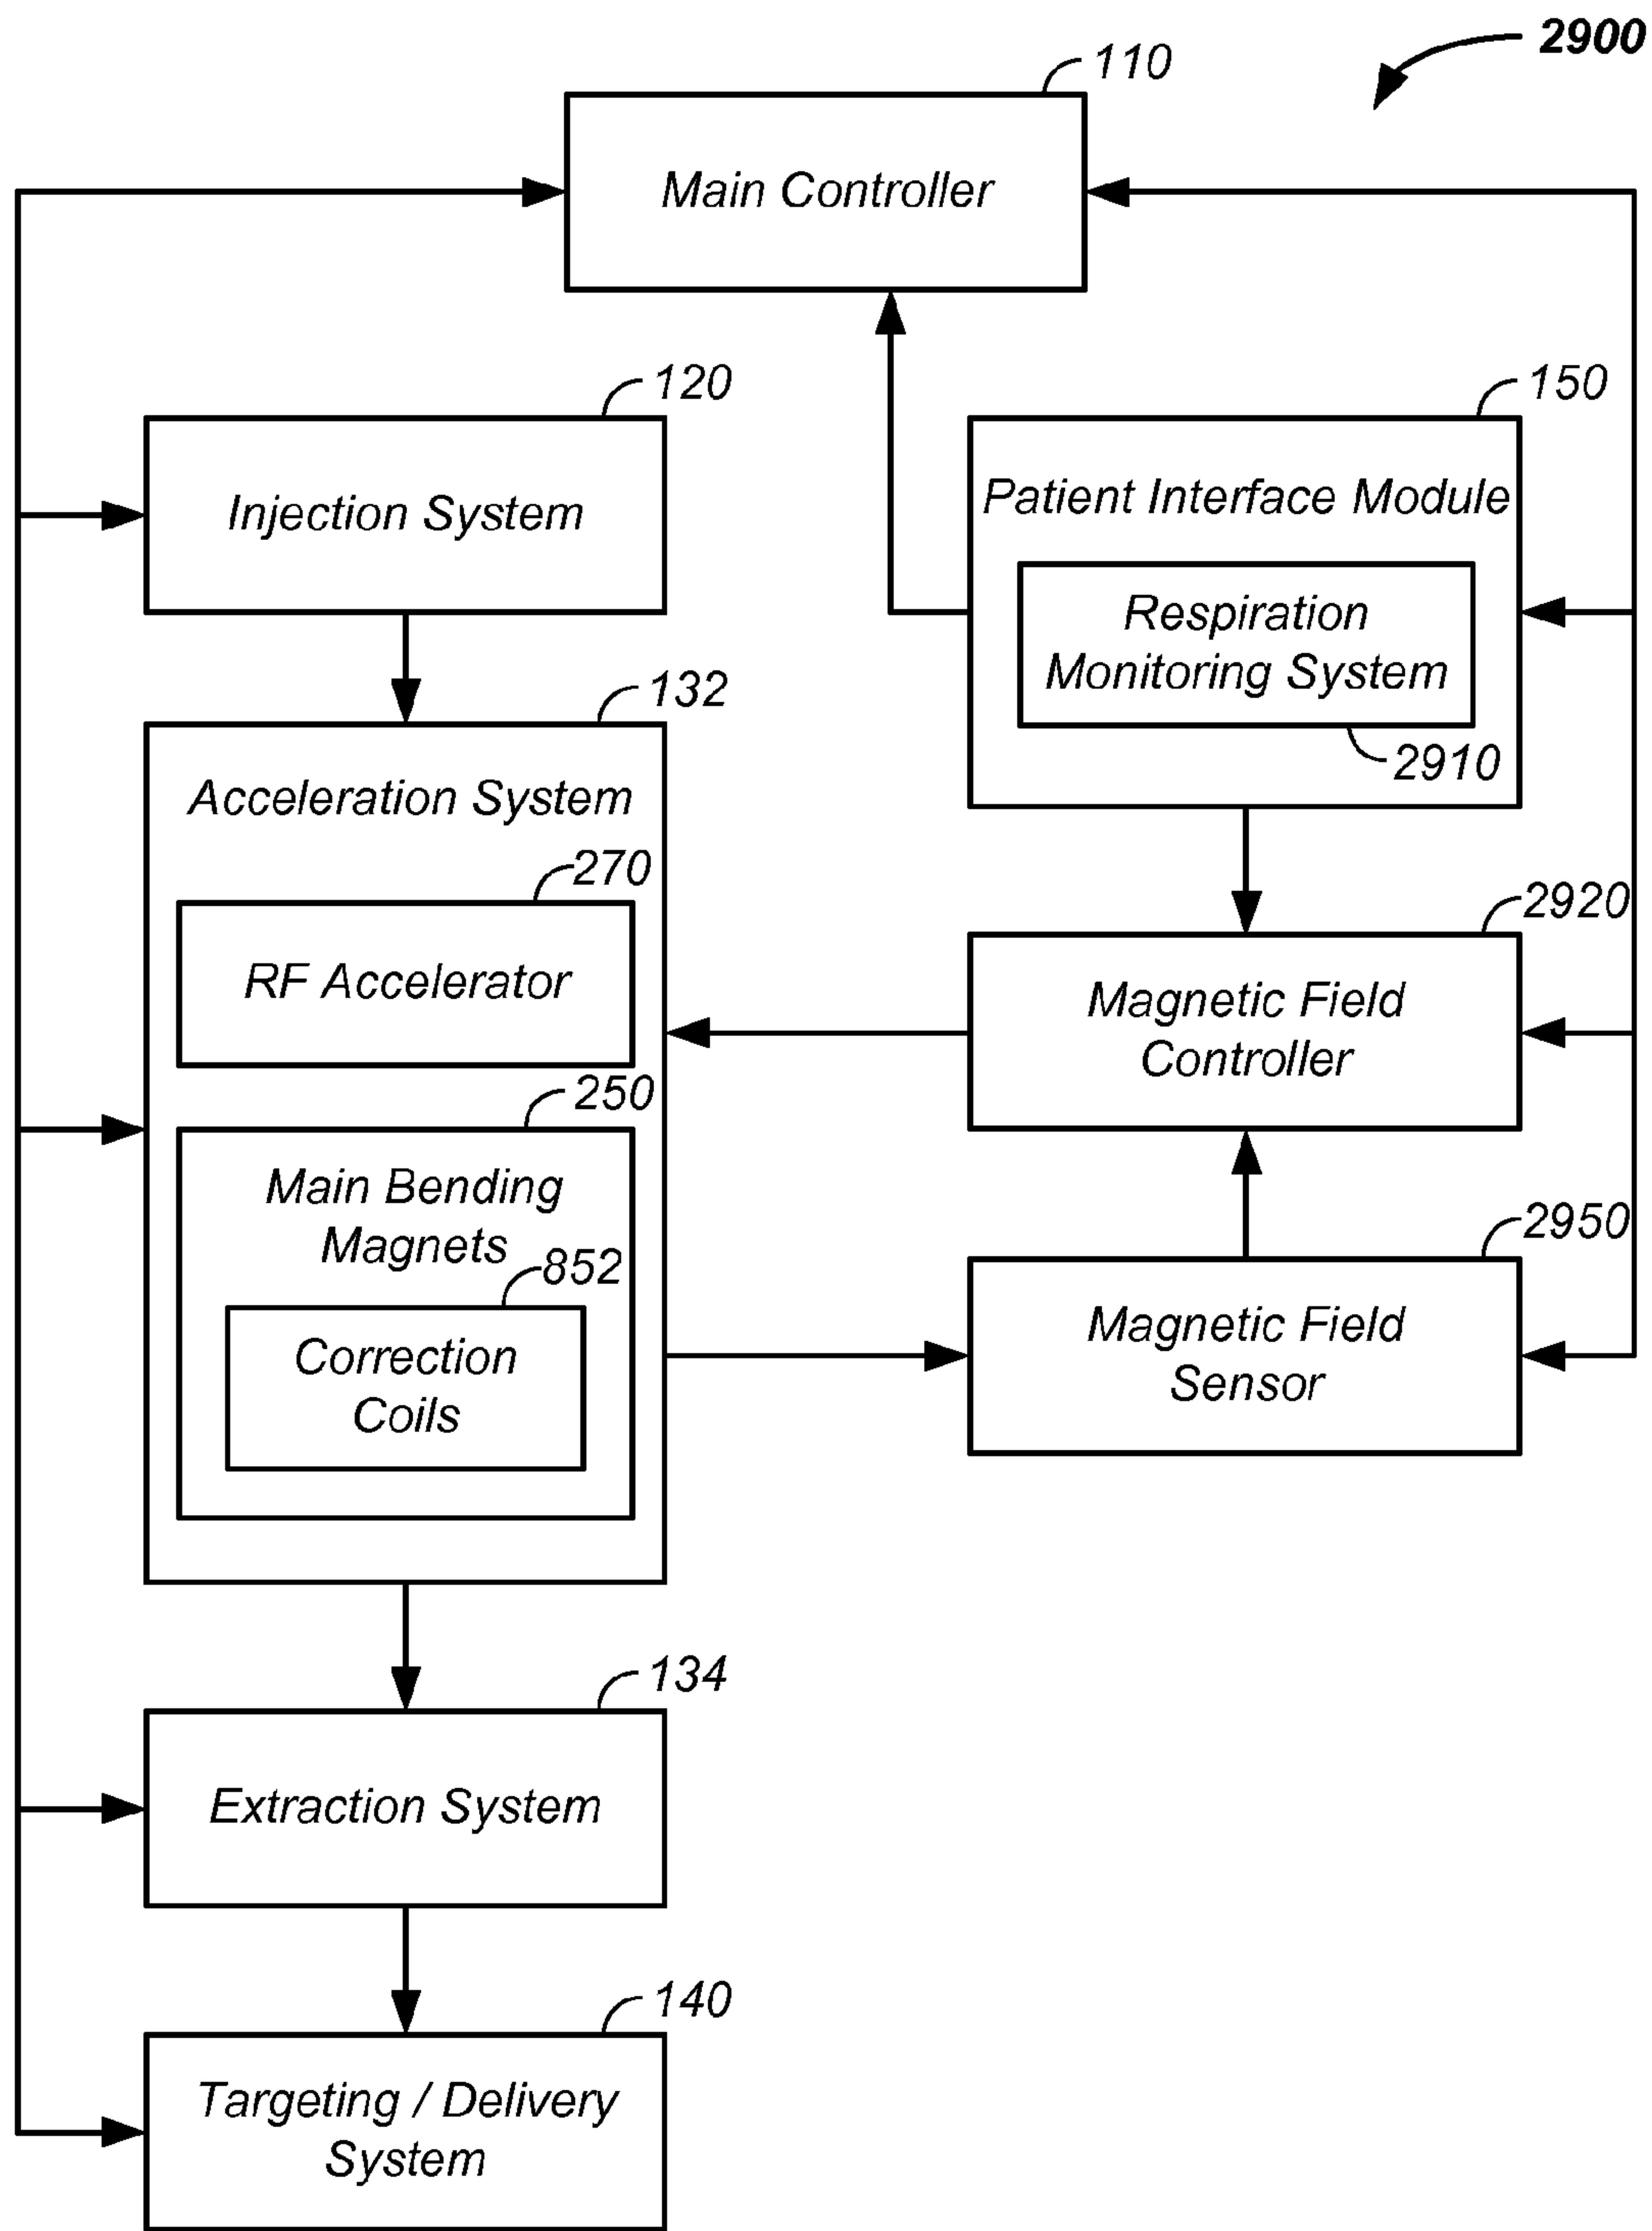 2900
110
Main Controller
120
Injection System
150
Patient Interface Module
Respiration
Monitoring System
2910
132
Acceleration System
270
RF Accelerator
250
Main Bending
Magnets
852
Correction
Coils
2920
Magnetic Field
Controller
2950
Magnetic Field
Sensor
134
Extraction System
140
Targeting / Delivery
System